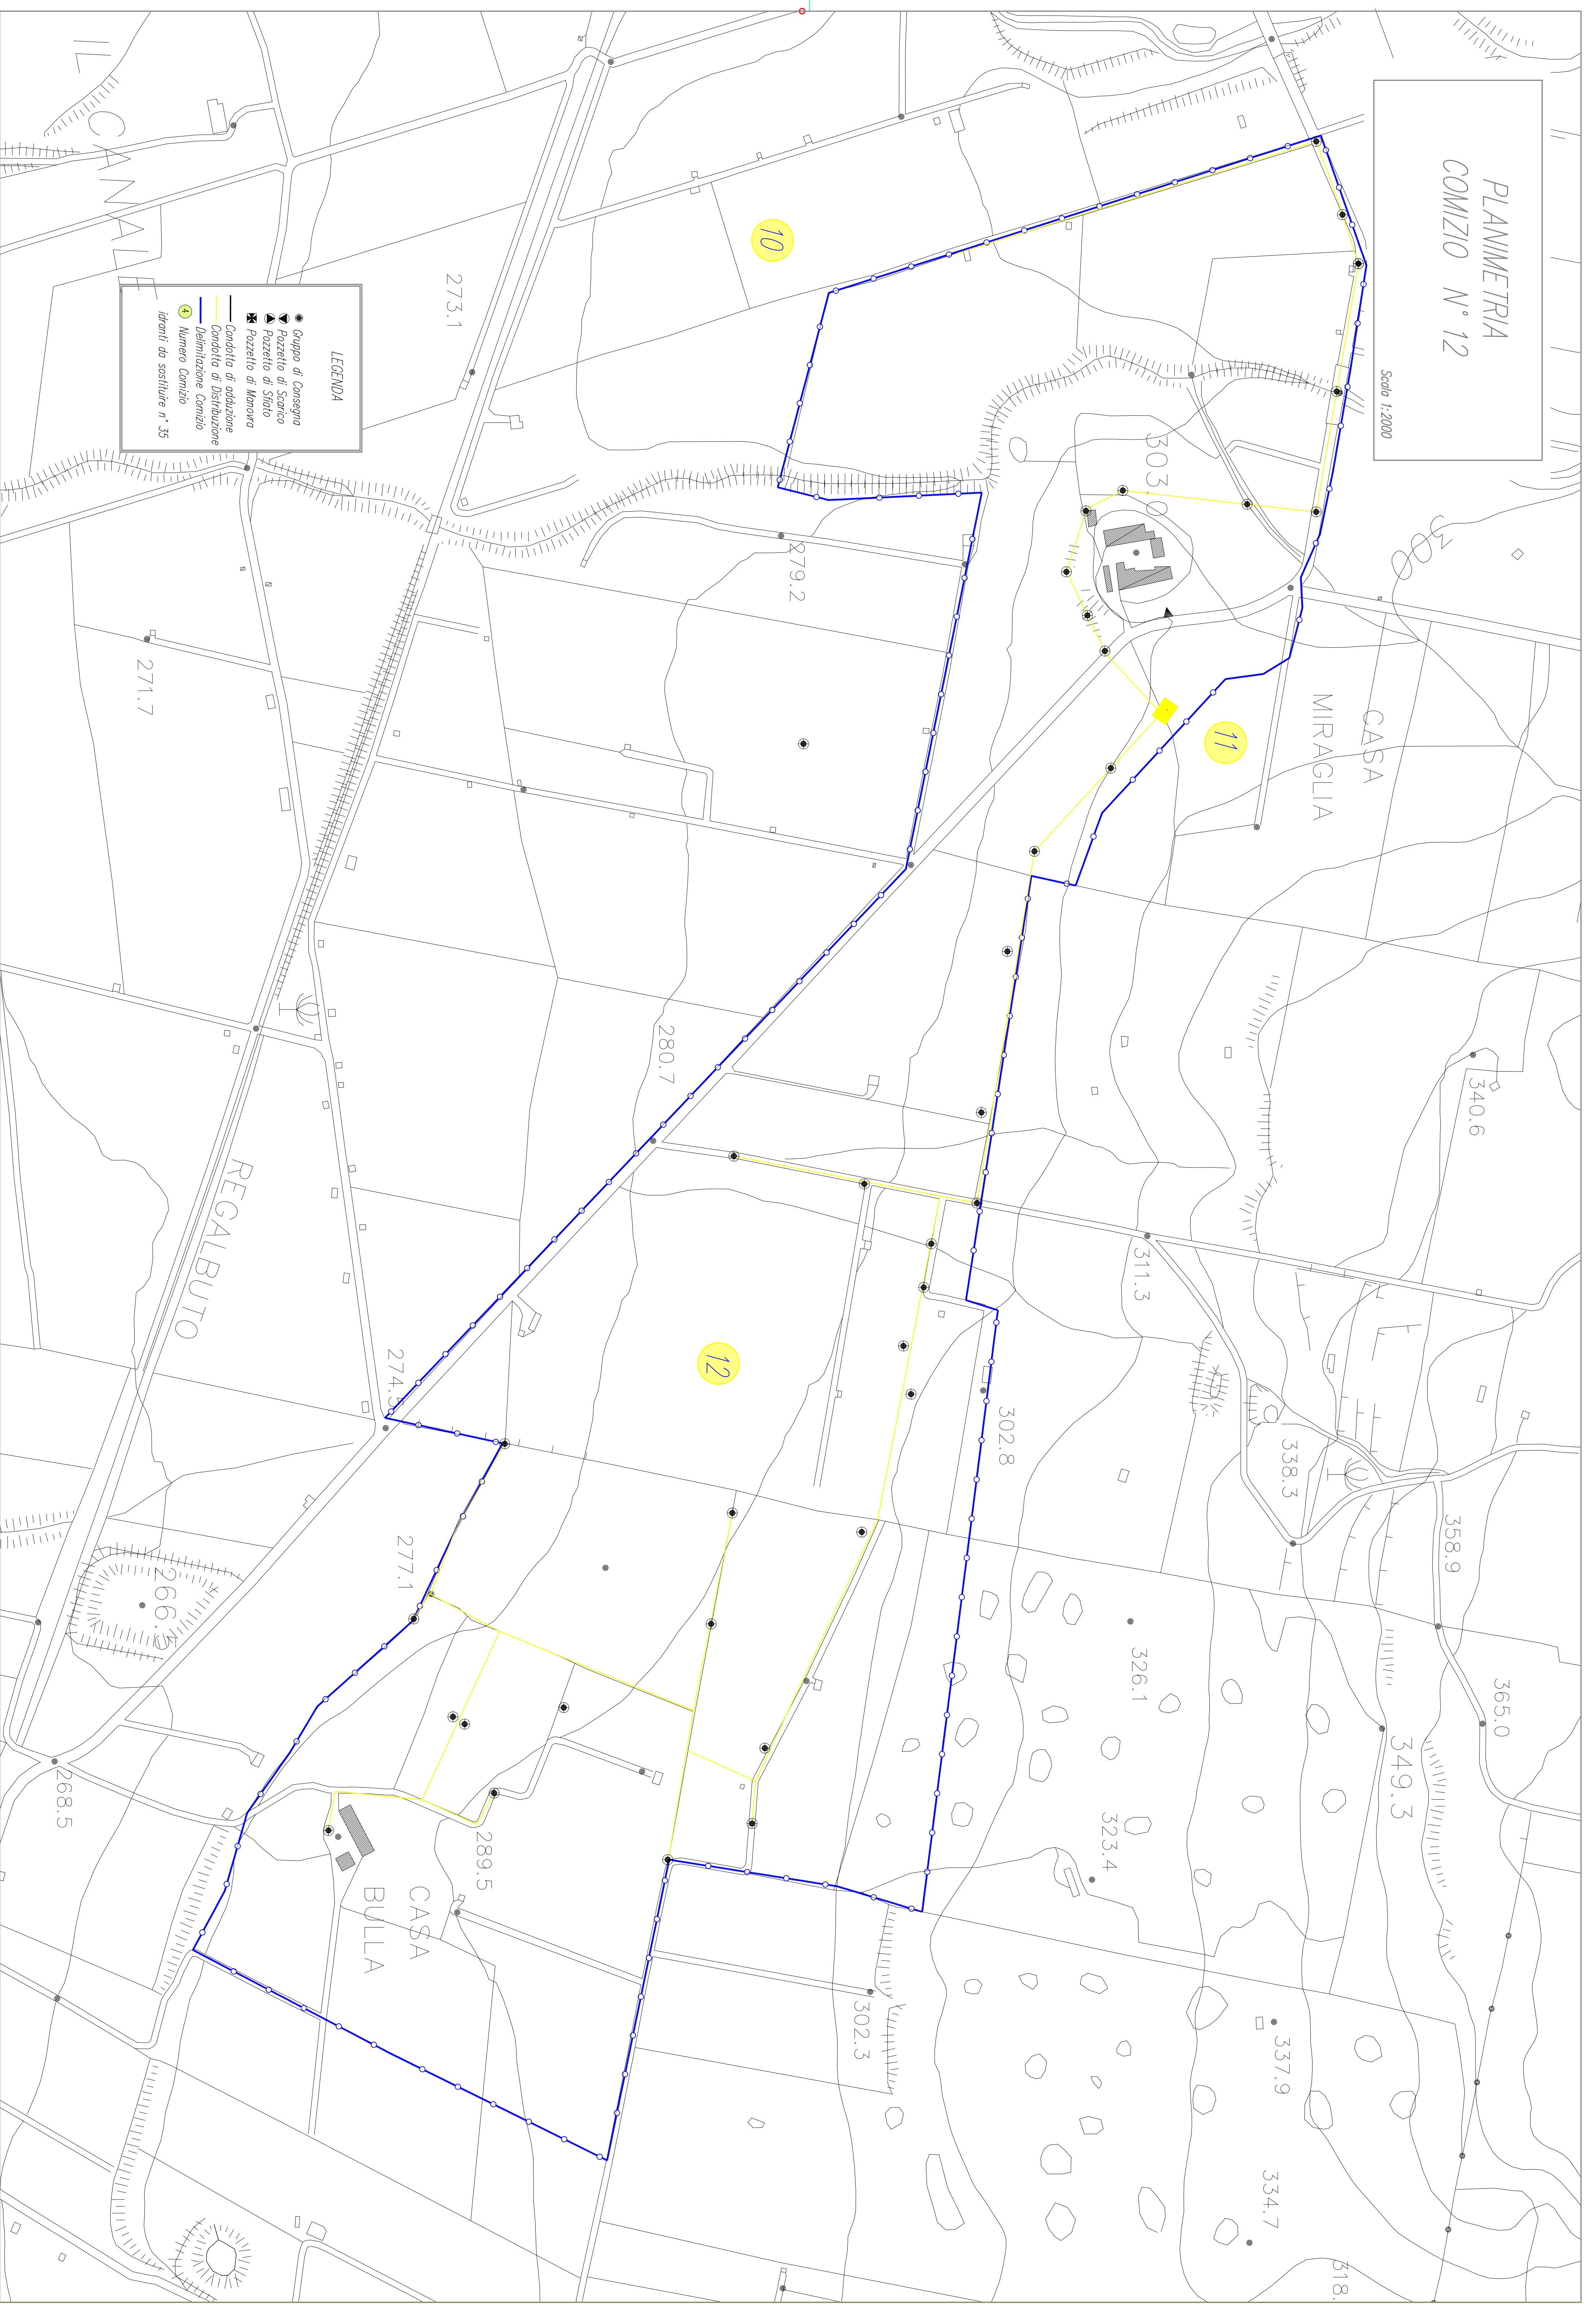 PLANIMETRIA
COMIZIO N° 12
Scala 1:2000
LEGENDA
Gruppo di Consegna
Pozzetto di Scarico
Pozzetto di Sfiato
Pozzetto di Manovra
Condotta di adduzione
Condotta di Distribuzione
Delimitazione Comizio
4 Numero Comizio
idranti da sostituire n° 35
10
11
12
CASA
MIRAGLIA
CASA
BULLA
REGALBUTO
300
273.1
279.2
271.7
280.7
340.6
311.3
302.8
338.3
358.9
274.5
277.1
326.1
365.0
349.3
268.5
289.5
323.4
302.3
337.9
334.7
318.